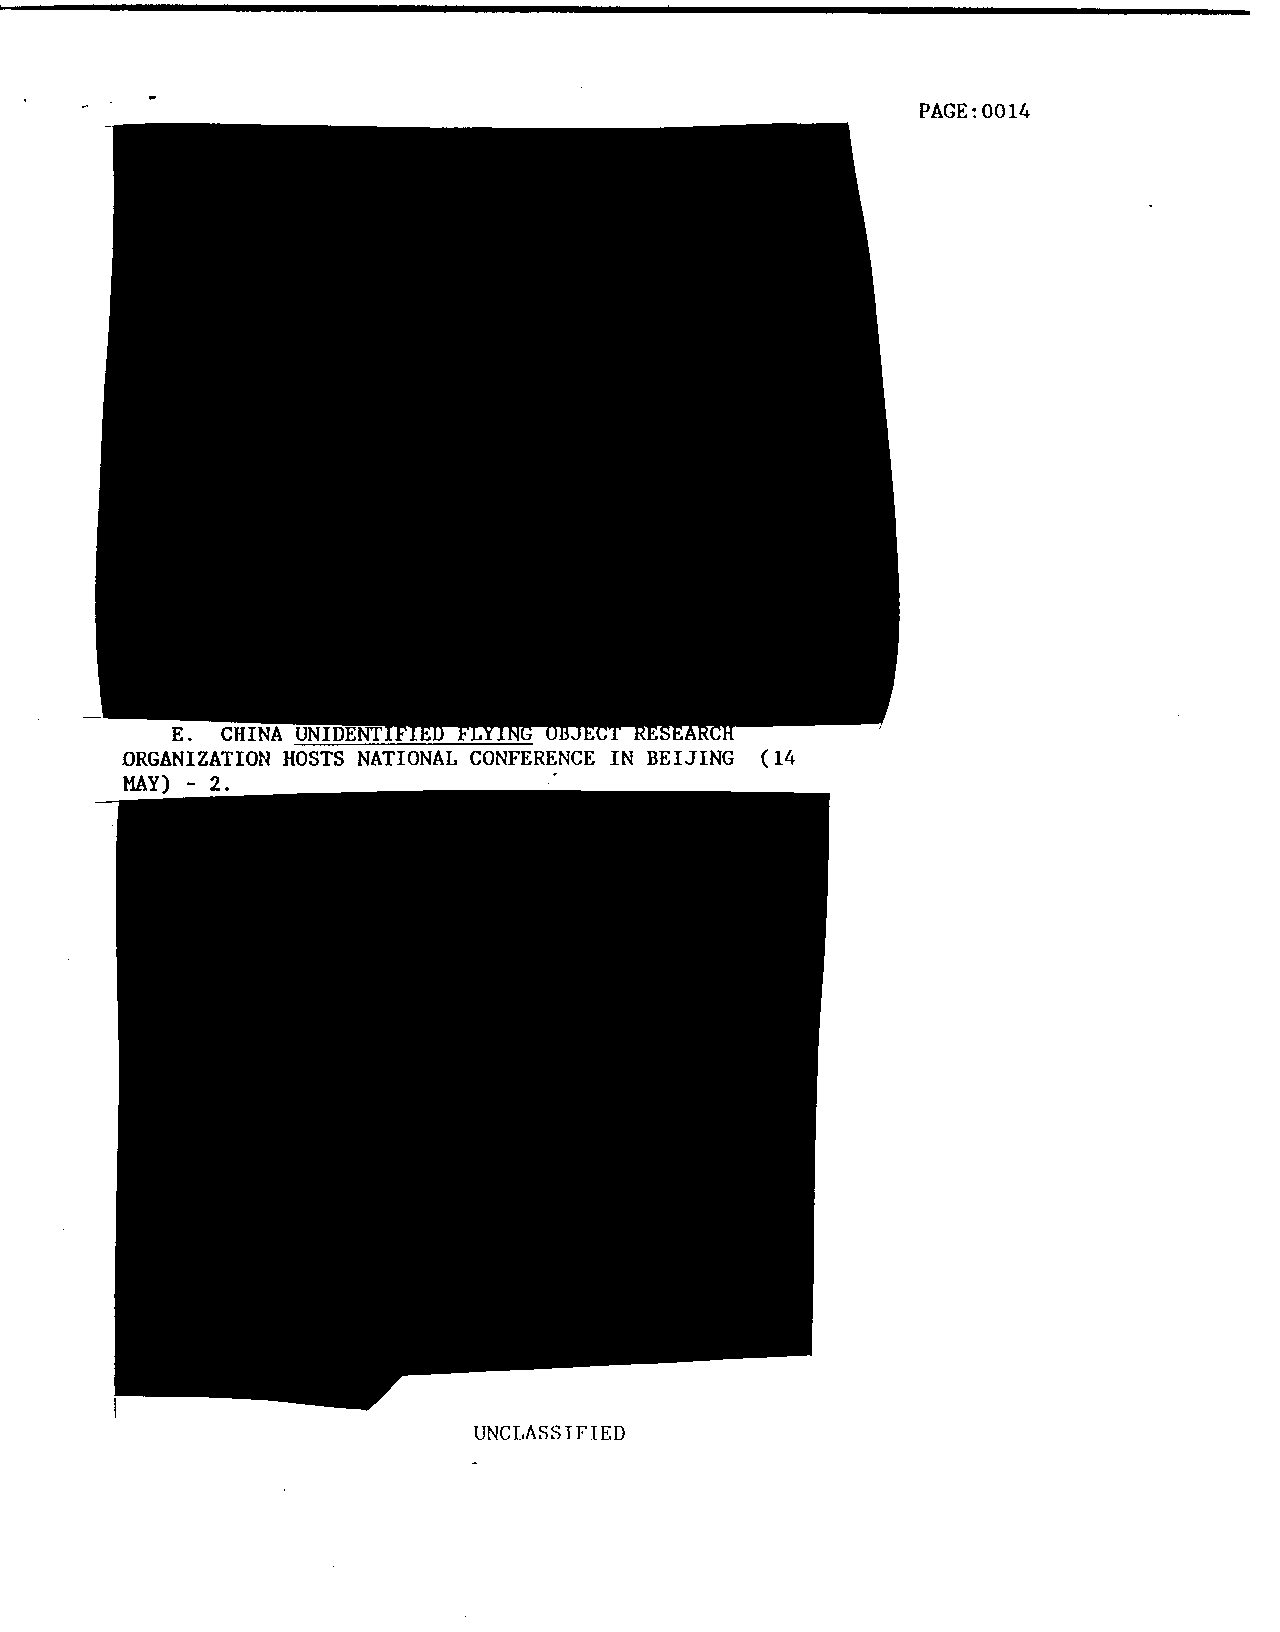 PAGE:0014
E. CHINA UNIDENTIFIED FLYING OBJECT RESEARCH
ORGANIZATION HOSTS NATIONAL CONFERENCE IN BEIJING (14
MAY) - 2.
UNCLASSIFIED